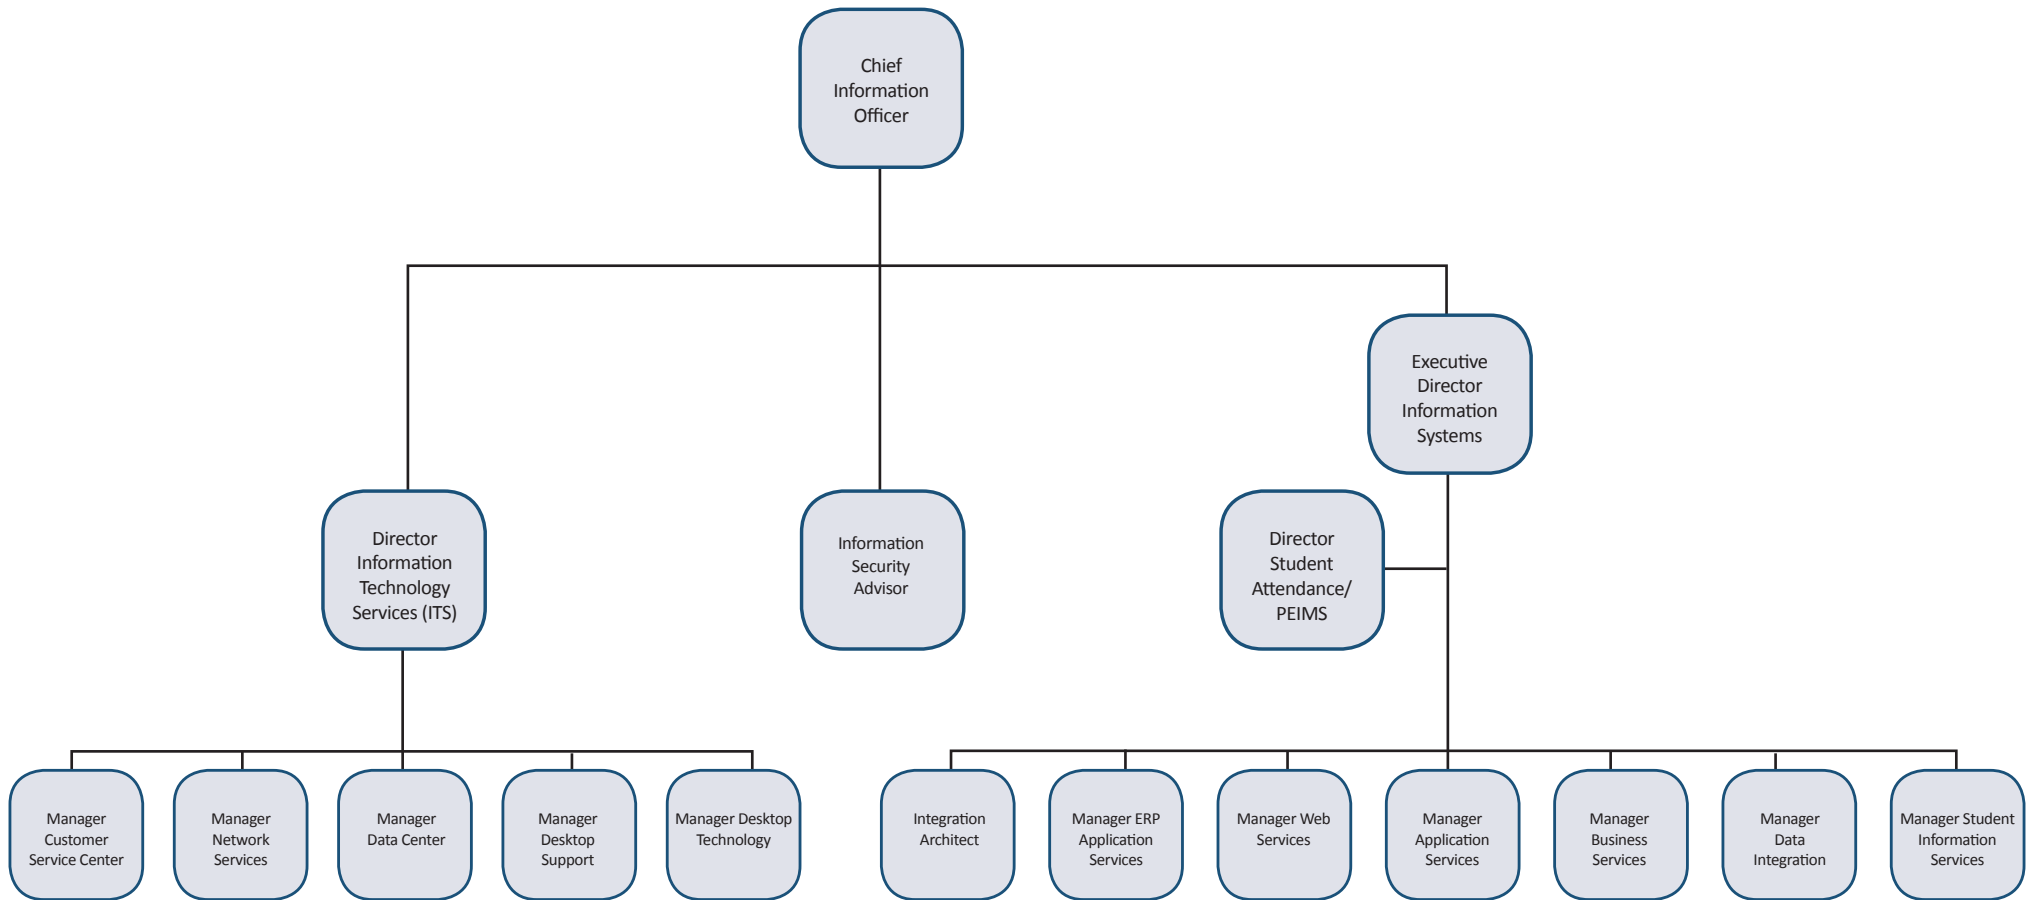 Chief
Information
Officer
Executive
Director
Information
Systems
Director
Information
Technology
Services (ITS)
Information
Security
Advisor
Director
Student
Attendance/
PEIMS
Manager
Customer
Service Center
Manager
Network
Services
Manager
Data Center
Manager
Desktop
Support
Manager Desktop
Technology
Integration
Architect
Manager ERP
Application
Services
Manager Web
Services
Manager
Application
Services
Manager
Business
Services
Manager
Data
Integration
Manager Student
Information
Services